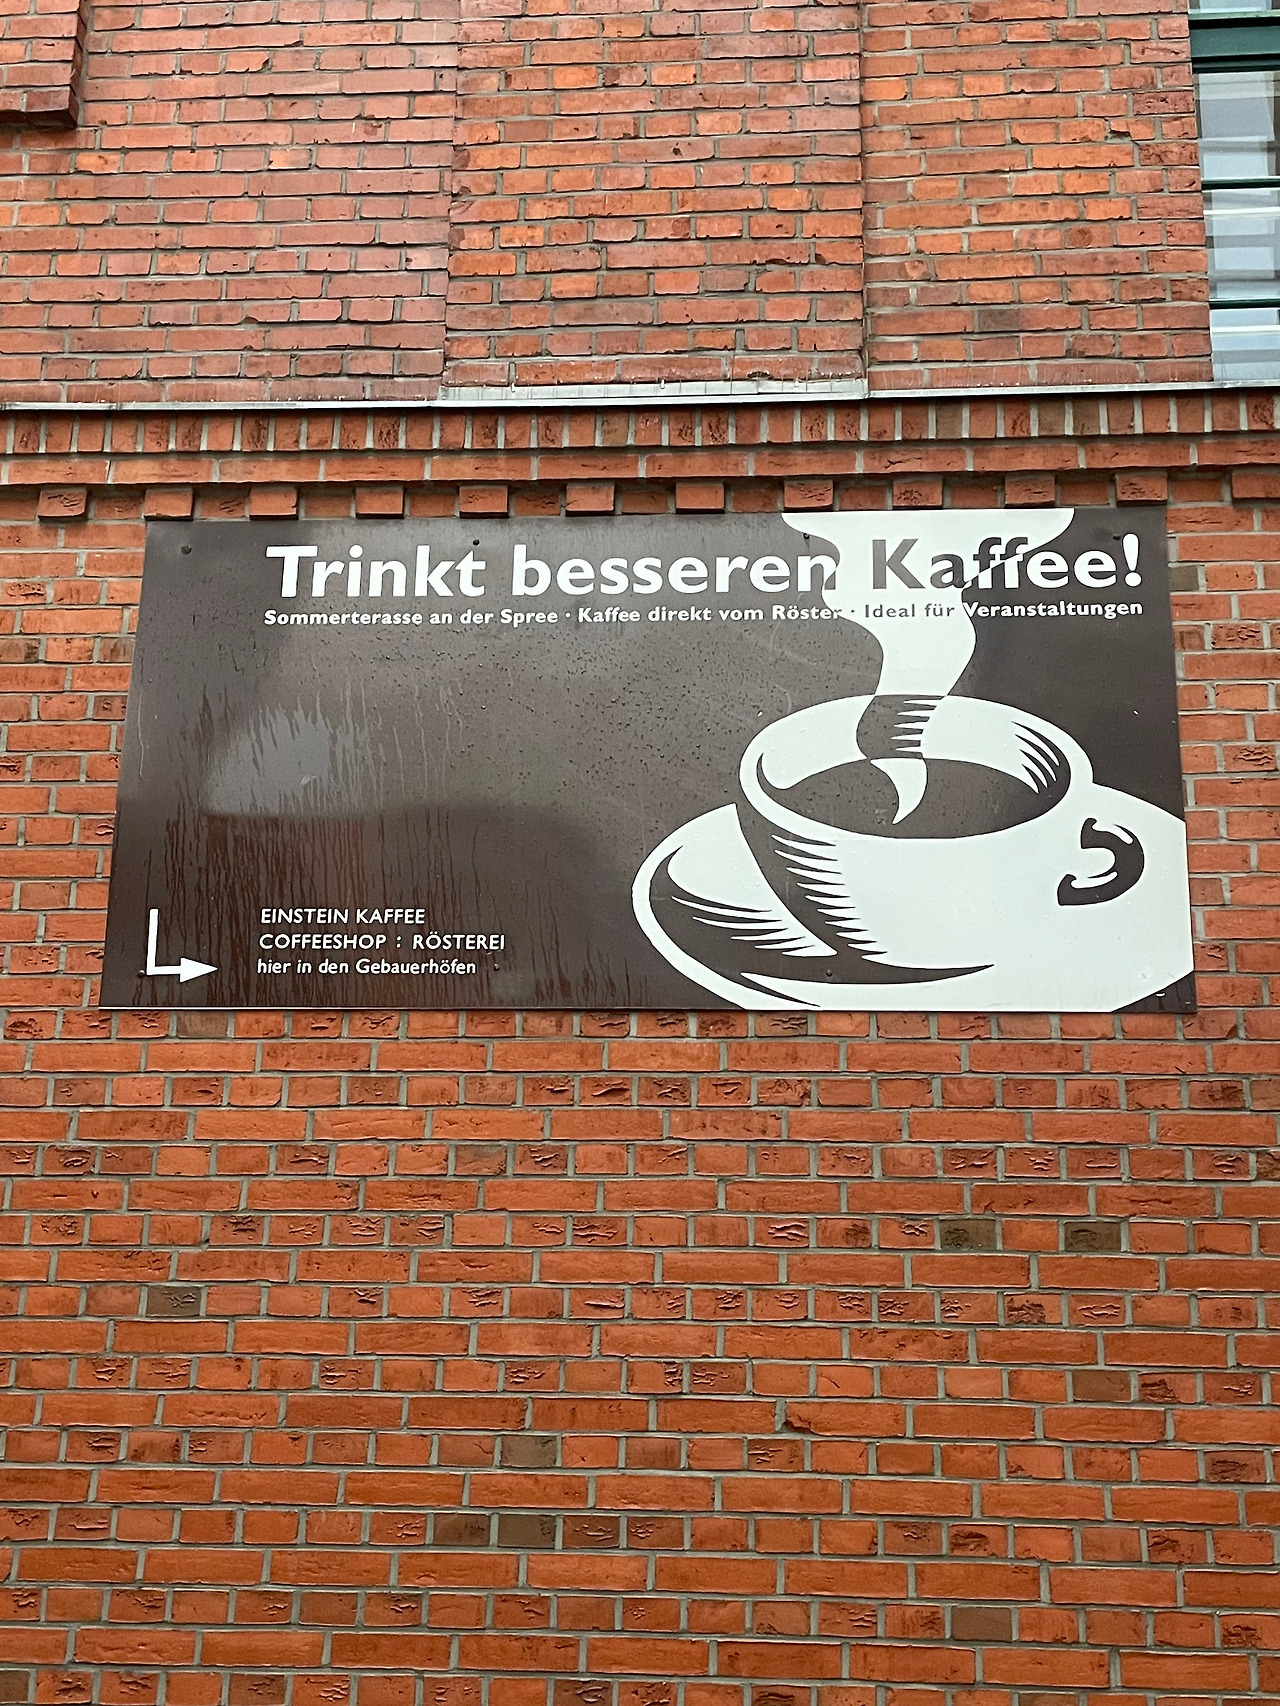 Trinkt besseren Kaffee!
Sommerterasse an der Spree · Kaffee direkt vom Röster · Ideal für Veranstaltungen
EINSTEIN KAFFEE
COFFEESHOP : RÖSTEREI
hier in den Gebauerhöfen